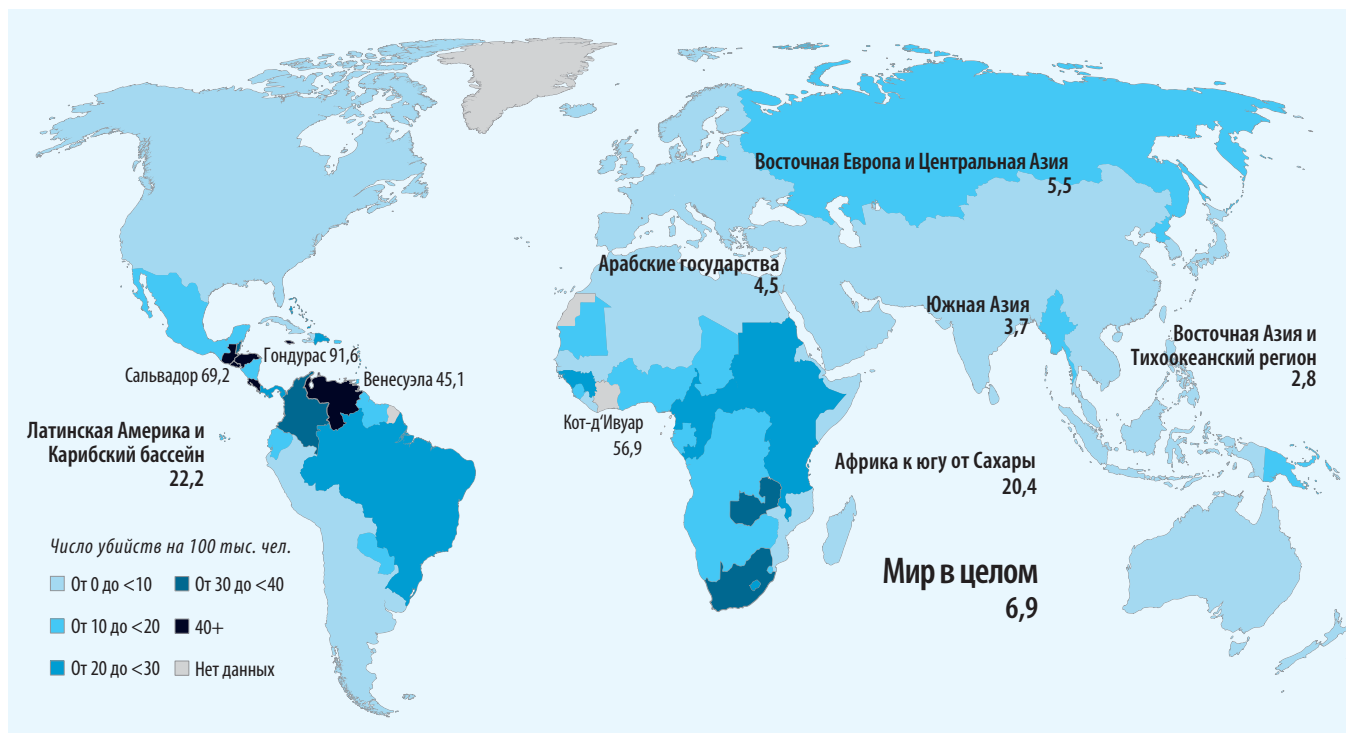 Восточная Европа и Центральная Азия
5,5
Арабские государства
4,5
Южная Азия
3,7
Восточная Азия и
Тихоокеанский регион
2,8
Гондурас 91,6
Сальвадор 69,2
Венесуэла 45,1
Кот-д'Ивуар
56,9
Латинская Америка и
Карибский бассейн
22,2
Африка к югу от Сахары
20,4
Мир в целом
6,9
Число убийств на 100 тыс. чел.
От 0 до <10
От 30 до <40
От 10 до <20
40+
От 20 до <30
Нет данных